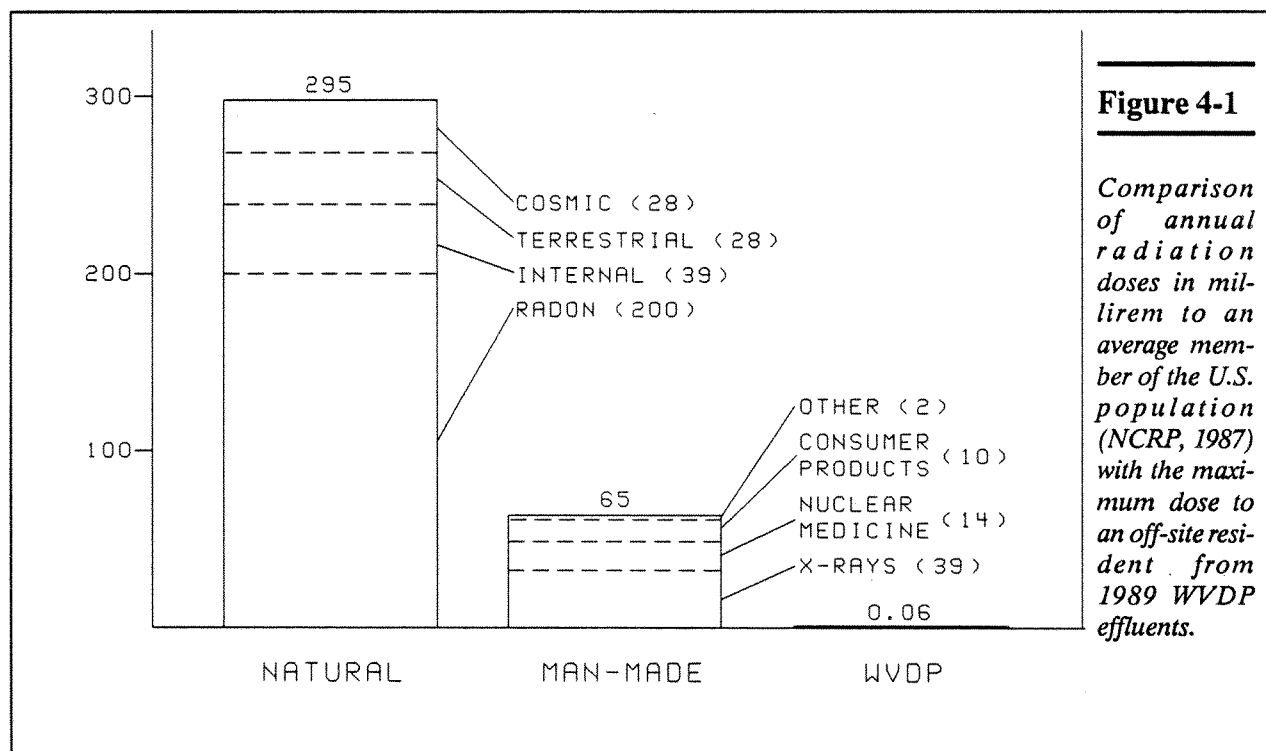 295
300
200
100
COSMIC (28)
TERRESTRIAL (28)
INTERNAL (39)
RADON (200)
65
OTHER (2)
CONSUMER
PRODUCTS (10)
NUCLEAR
MEDICINE (14)
X-RAYS (39)
0.06
NATURAL
MAN-MADE
WVDP
Figure 4-1
Comparison
of annual
radiation
doses in mil-
lirem to an
average mem-
ber of the U.S.
population
(NCRP, 1987)
with the maxi-
mum dose to
an off-site resi-
dent from
1989 WVDP
effluents.